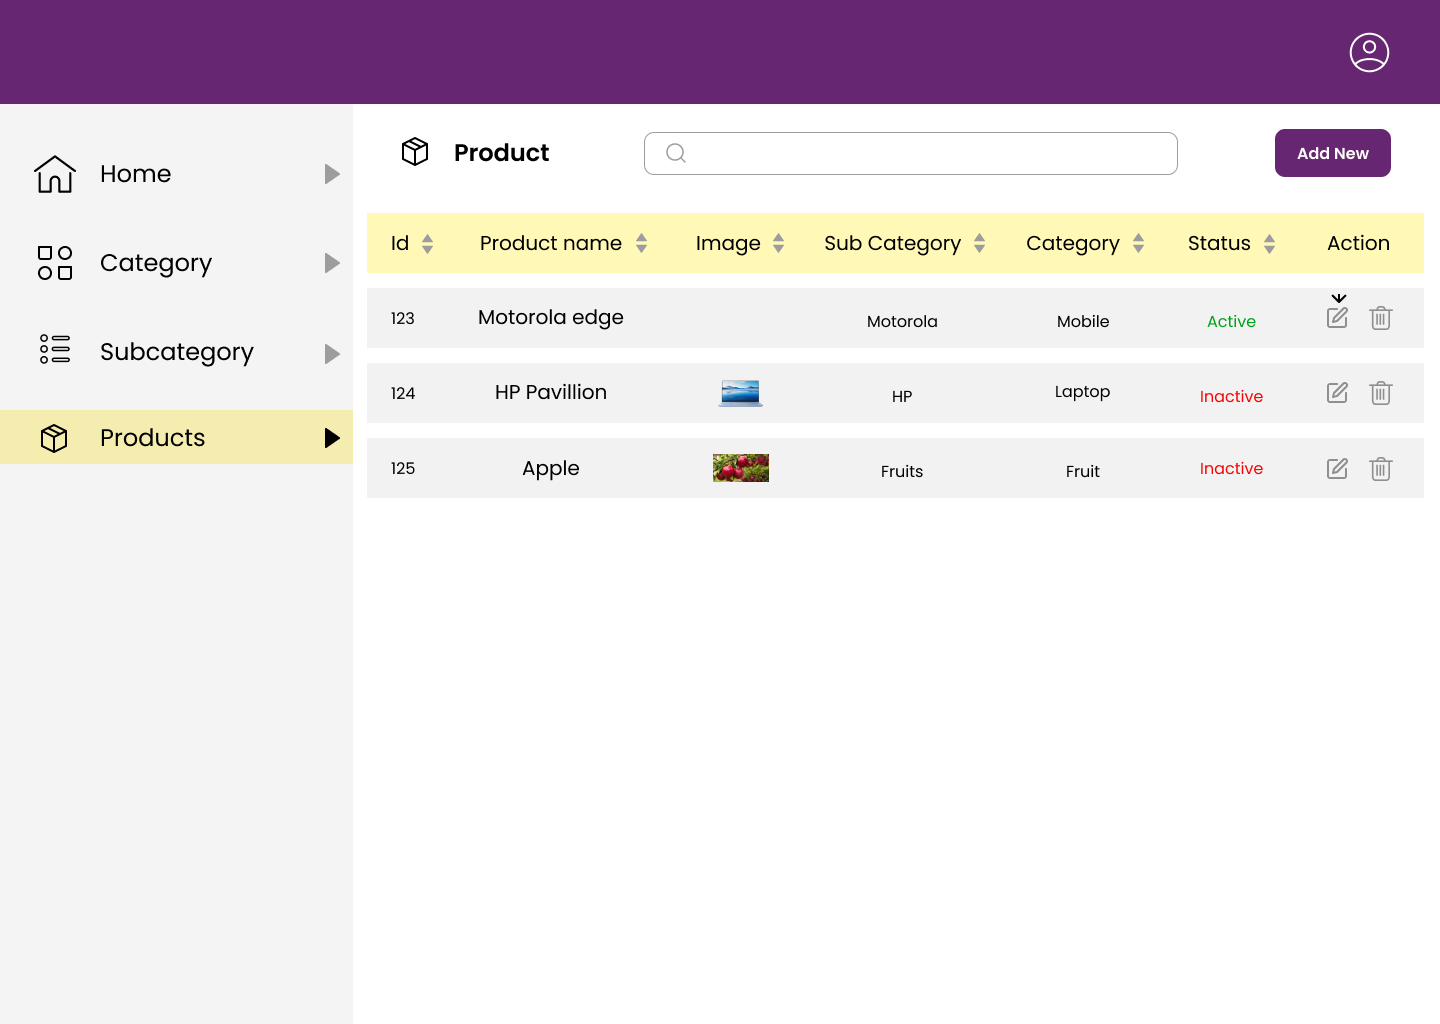 Home
Category
Subcategory
Products
Product
Add New
Id Product name Image Sub Category Category Status Action
123 Motorola edge Motorola Mobile Active
124 HP Pavillion HP Laptop Inactive
125 Apple Fruits Fruit Inactive